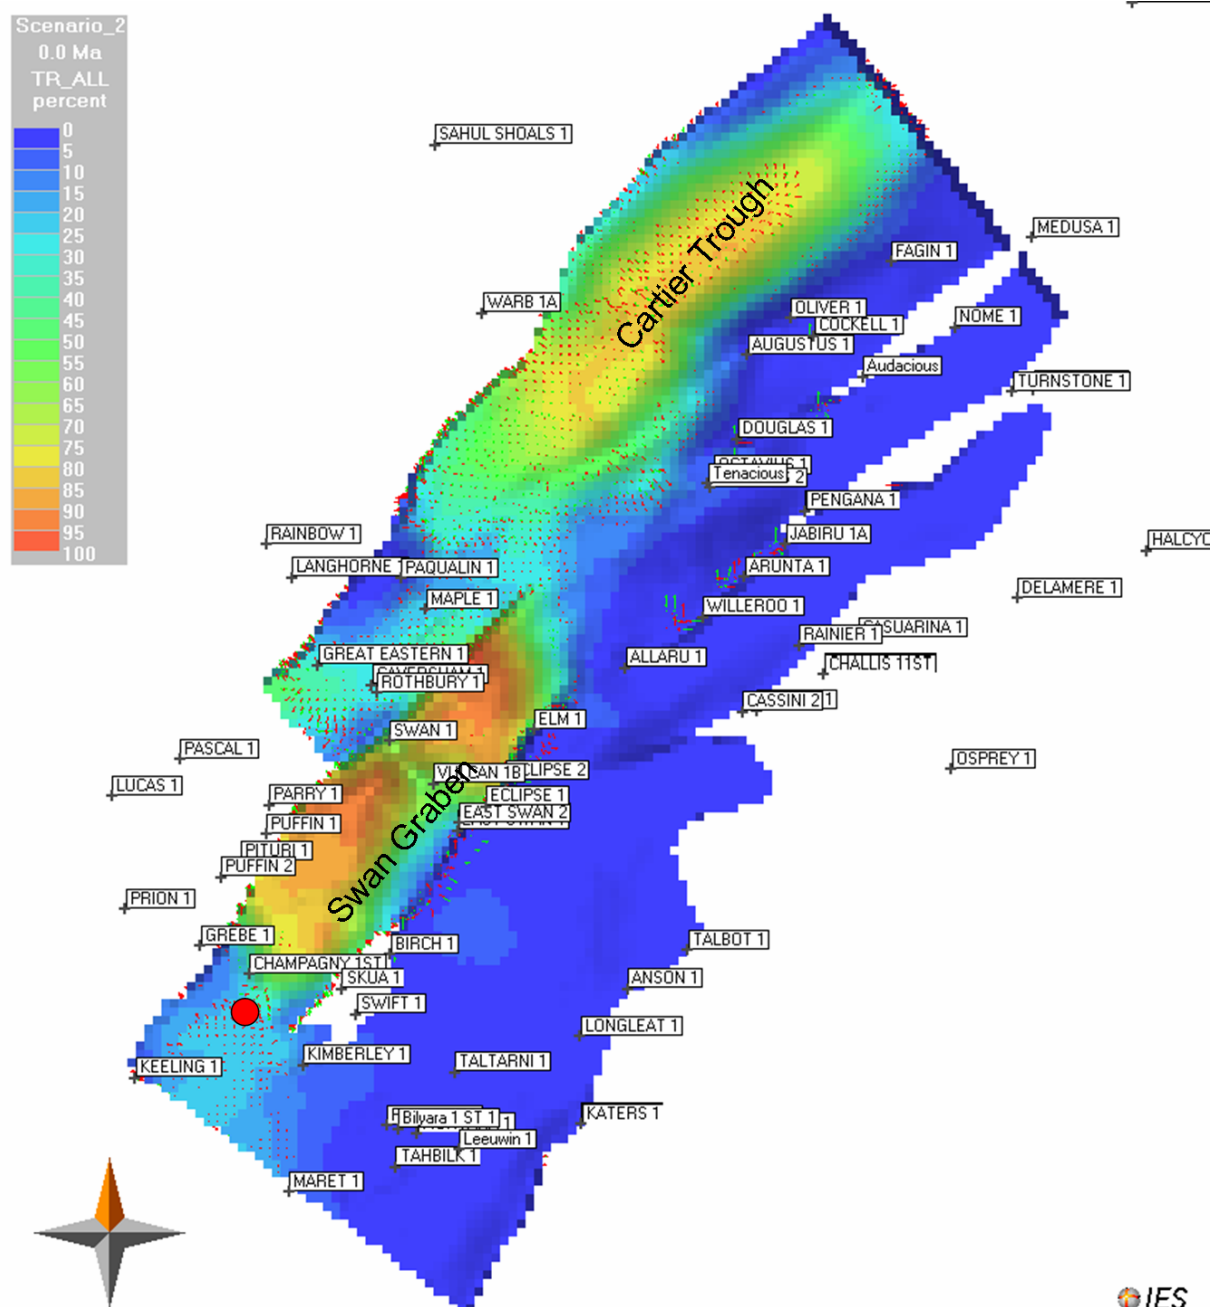 Scenario_2
0.0 Ma
TR_ALL
percent
0
5
10
15
20
25
30
35
40
45
50
55
60
65
70
75
80
85
90
95
100
SAHUL SHOALS 1
MEDUSA 1
FAGIN 1
Cartier Trough
WARB 1A
OLIVER 1
COCKELL 1
NOME 1
AUGUSTUS 1
Audacious
TURNSTONE 1
DOUGLAS 1
Tenacious
2
PENGANA 1
RAINBOW 1
JABIRU 1A
HALCYO
LANGHORNE
PAQUALIN 1
ARUNTA 1
DELAMERE 1
MAPLE 1
WILLEROO 1
RAINIER 1
ASUARINA 1
GREAT EASTERN 1
ALLARU 1
CHALLIS 11ST
ROTHBURY 1
CASSINI 2
1
ELM 1
SWAN 1
PASCAL 1
OSPREY 1
VULCAN 1B
CLIPSE 2
LUCAS 1
PARRY 1
ECLIPSE 1
EAST SWAN 2
PUFFIN 1
Swan Graben
PITURI 1
PUFFIN 2
PRION 1
GREBE 1
BIRCH 1
TALBOT 1
CHAMPAGNY 1ST
SKUA 1
ANSON 1
SWIFT 1
LONGLEAT 1
KIMBERLEY 1
TALTARNI 1
KEELING 1
Bilyara 1 ST 1
1
KATERS 1
Leeuwin 1
TAHBILK 1
MARET 1
IES